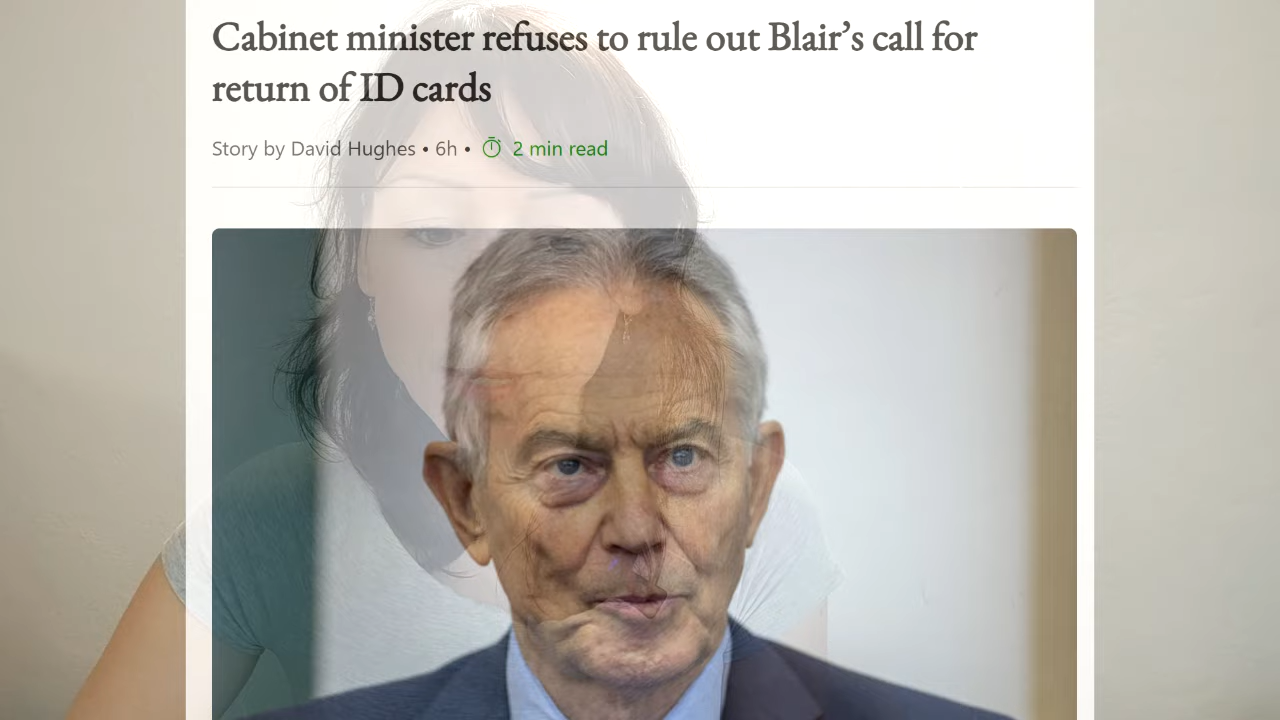 Cabinet minister refuses to rule out Blair’s call for
return of ID cards
Story by David Hughes • 6h • 2 min read